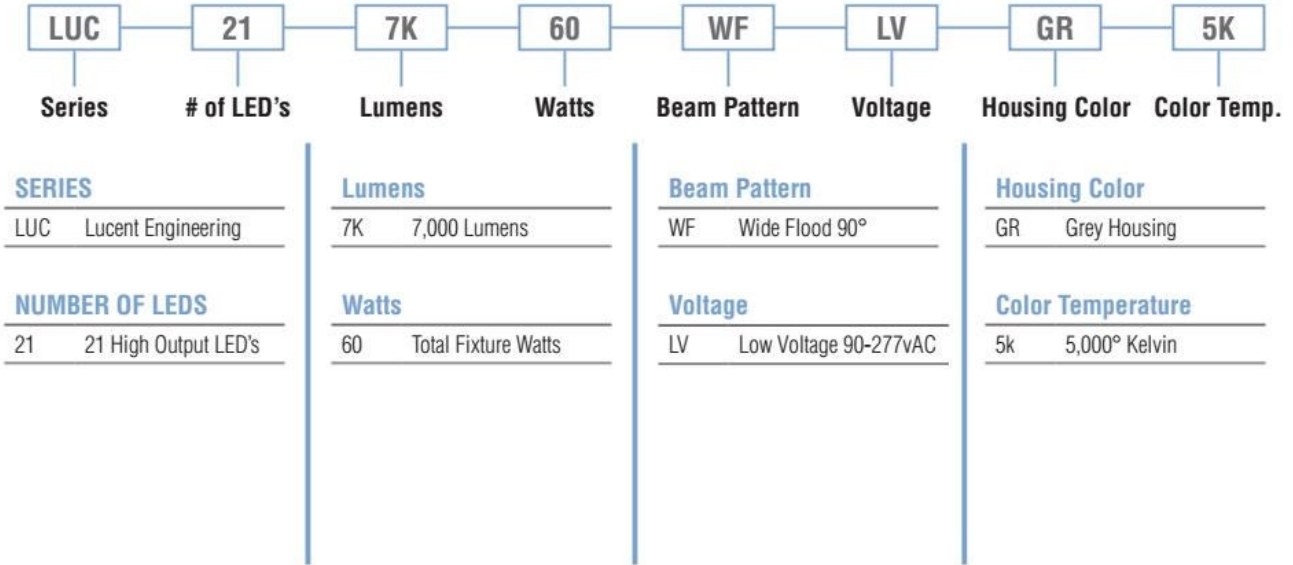 LUC 21 7K 60 WF LV GR 5K
Series # of LED's Lumens Watts Beam Pattern Voltage Housing Color Color Temp.
SERIES
LUC Lucent Engineering
NUMBER OF LEDS
21 21 High Output LED's
Lumens
7K 7,000 Lumens
Watts
60 Total Fixture Watts
Beam Pattern
WF Wide Flood 90°
Voltage
LV Low Voltage 90-277vAC
Housing Color
GR Grey Housing
Color Temperature
5k 5,000° Kelvin